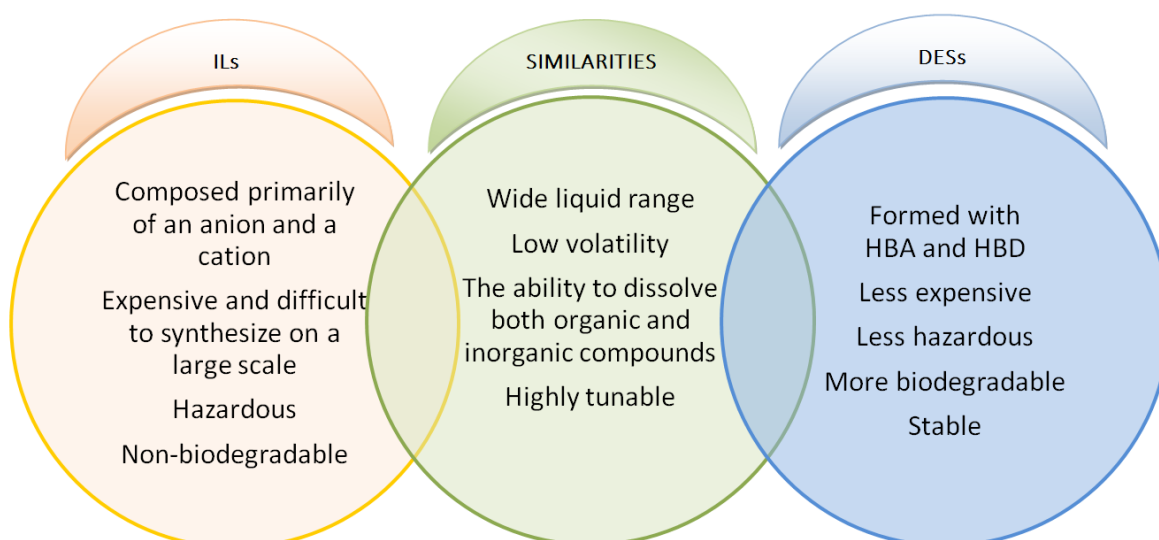 ILs
SIMILARITIES
DESs
Composed primarily
of an anion and a
cation
Expensive and difficult
to synthesize on a
large scale
Hazardous
Non-biodegradable
Wide liquid range
Low volatility
The ability to dissolve
both organic and
inorganic compounds
Highly tunable
Formed with
HBA and HBD
Less expensive
Less hazardous
More biodegradable
Stable